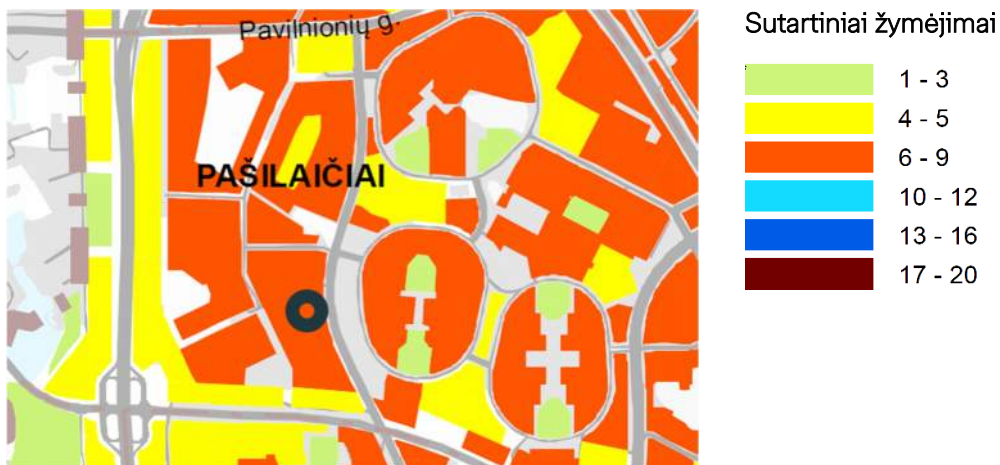 Pavilnionių g.
PAŠILAIČIAI
Sutartiniai žymėjimai
1 - 3
4 - 5
6 - 9
10 - 12
13 - 16
17 - 20